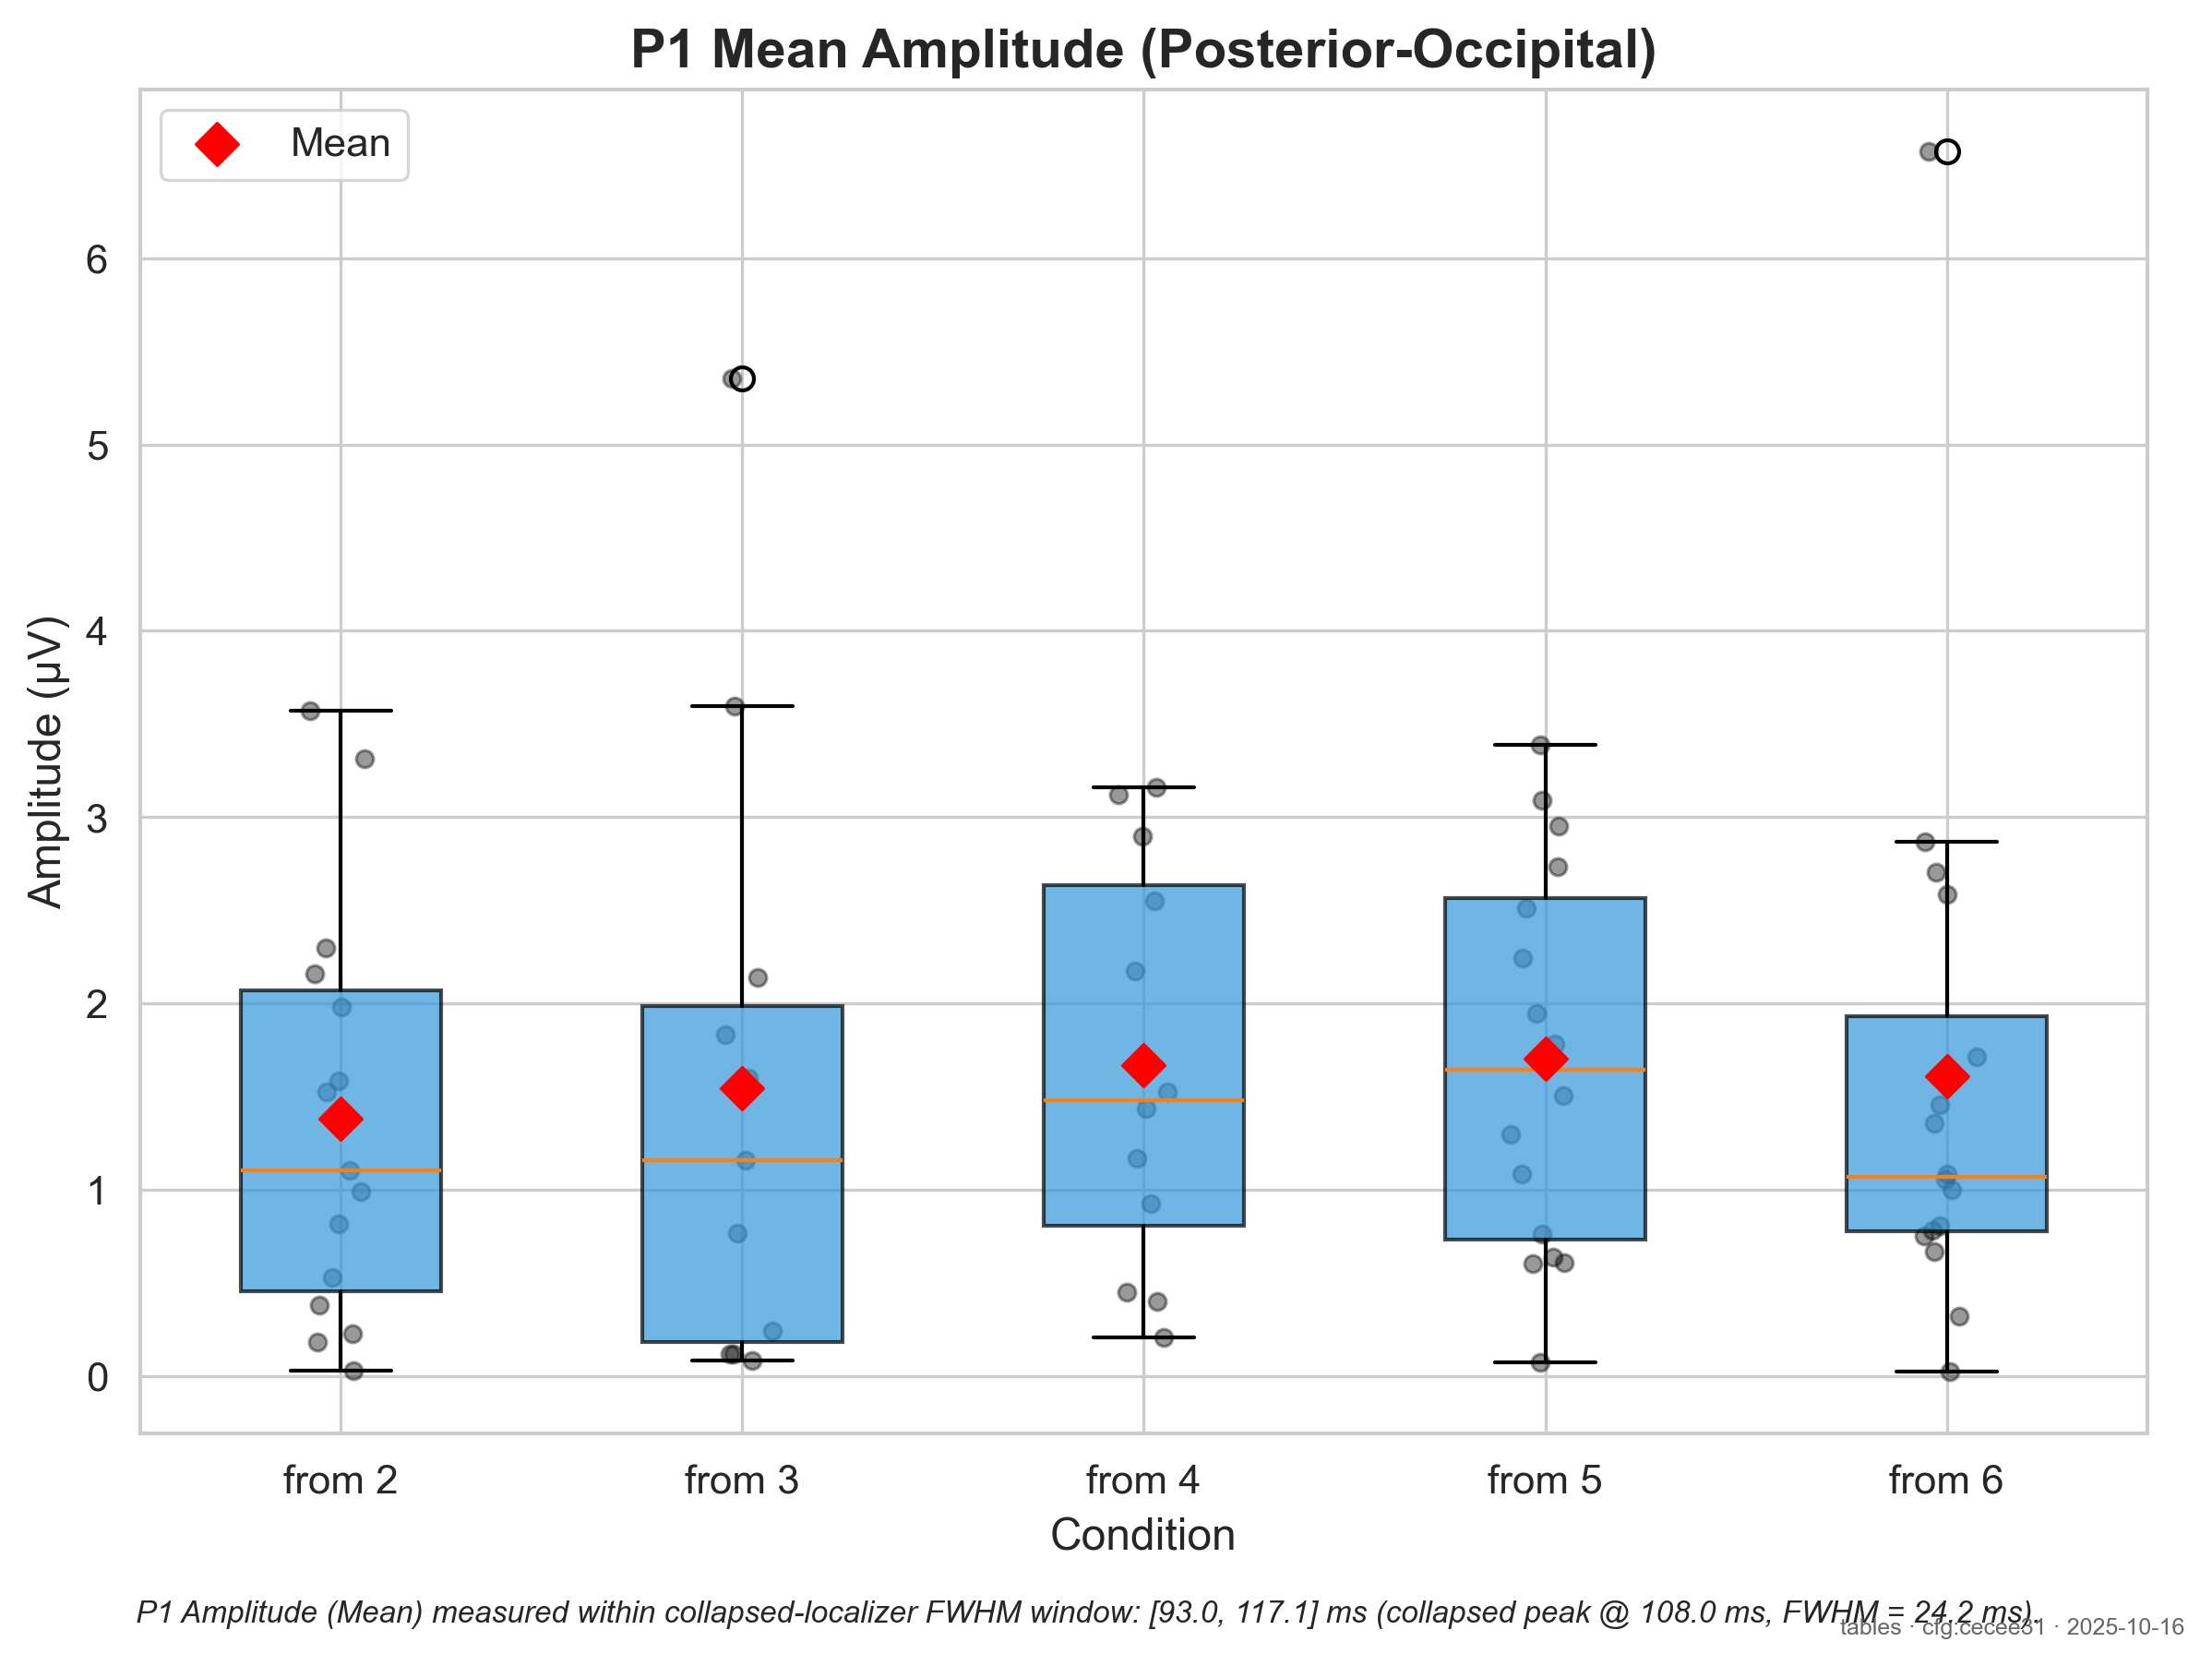 P1 Mean Amplitude (Posterior-Occipital)
Mean
6
5
4
3
2
1
0
Amplitude (µV)
from 2
from 3
from 4
from 5
from 6
Condition
P1 Amplitude (Mean) measured within collapsed-localizer FWHM window: [93.0, 117.1] ms (collapsed peak @ 108.0 ms, FWHM = 24.2 ms).
tables · cfg:cecee31 · 2025-10-16